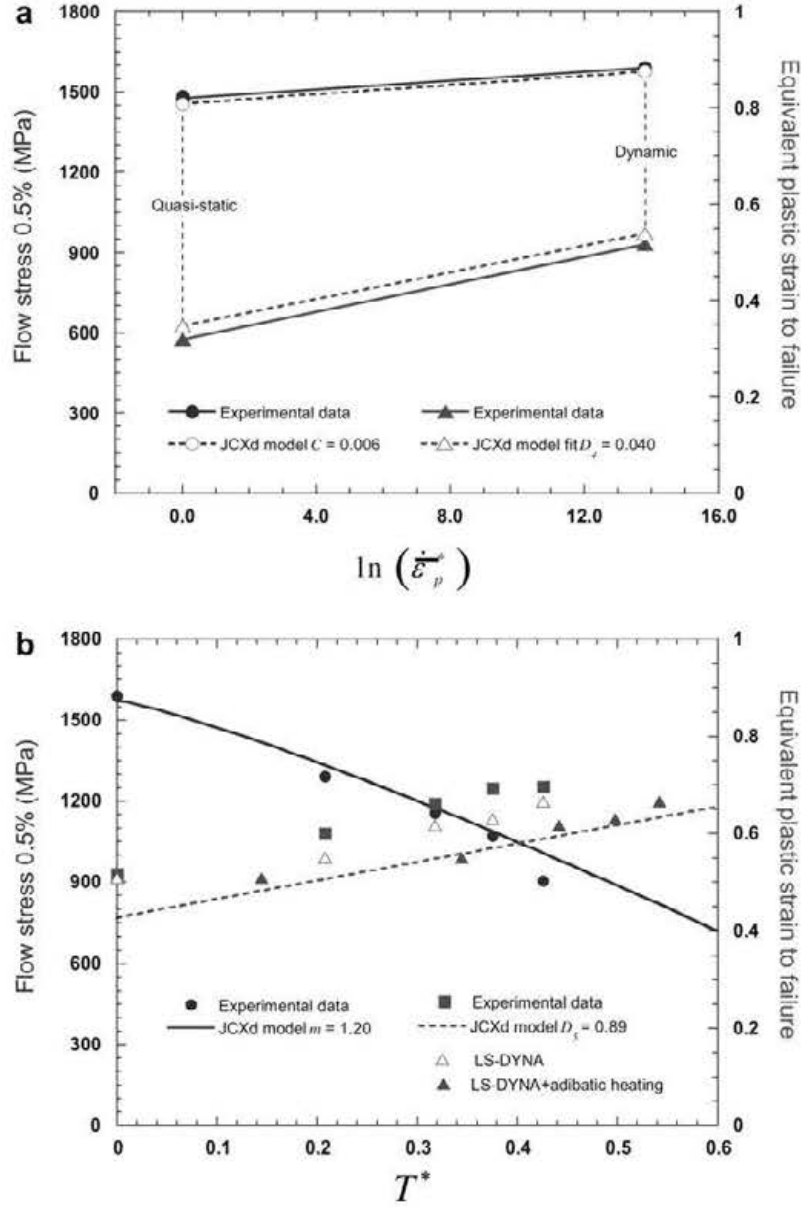 a
1800
1500
1200
900
600
300
0
Flow stress 0.5% (MPa)
1
0.8
0.6
0.4
0.2
0
Equivalent plastic strain to failure
Quasi-static
Dynamic
Experimental data
JCXd model C = 0.006
Experimental data
JCXd model fit D₄ = 0.040
0.0 4.0 8.0 12.0 16.0
ln (ε̇̄*ₚ)
b
1800
1500
1200
900
600
300
0
Flow stress 0.5% (MPa)
1
0.8
0.6
0.4
0.2
0
Equivalent plastic strain to failure
Experimental data
JCXd model m = 1.20
Experimental data
JCXd model D₅ = 0.89
LS-DYNA
LS-DYNA+adibatic heating
0 0.2 0.3 0.4 0.5 0.6
T*